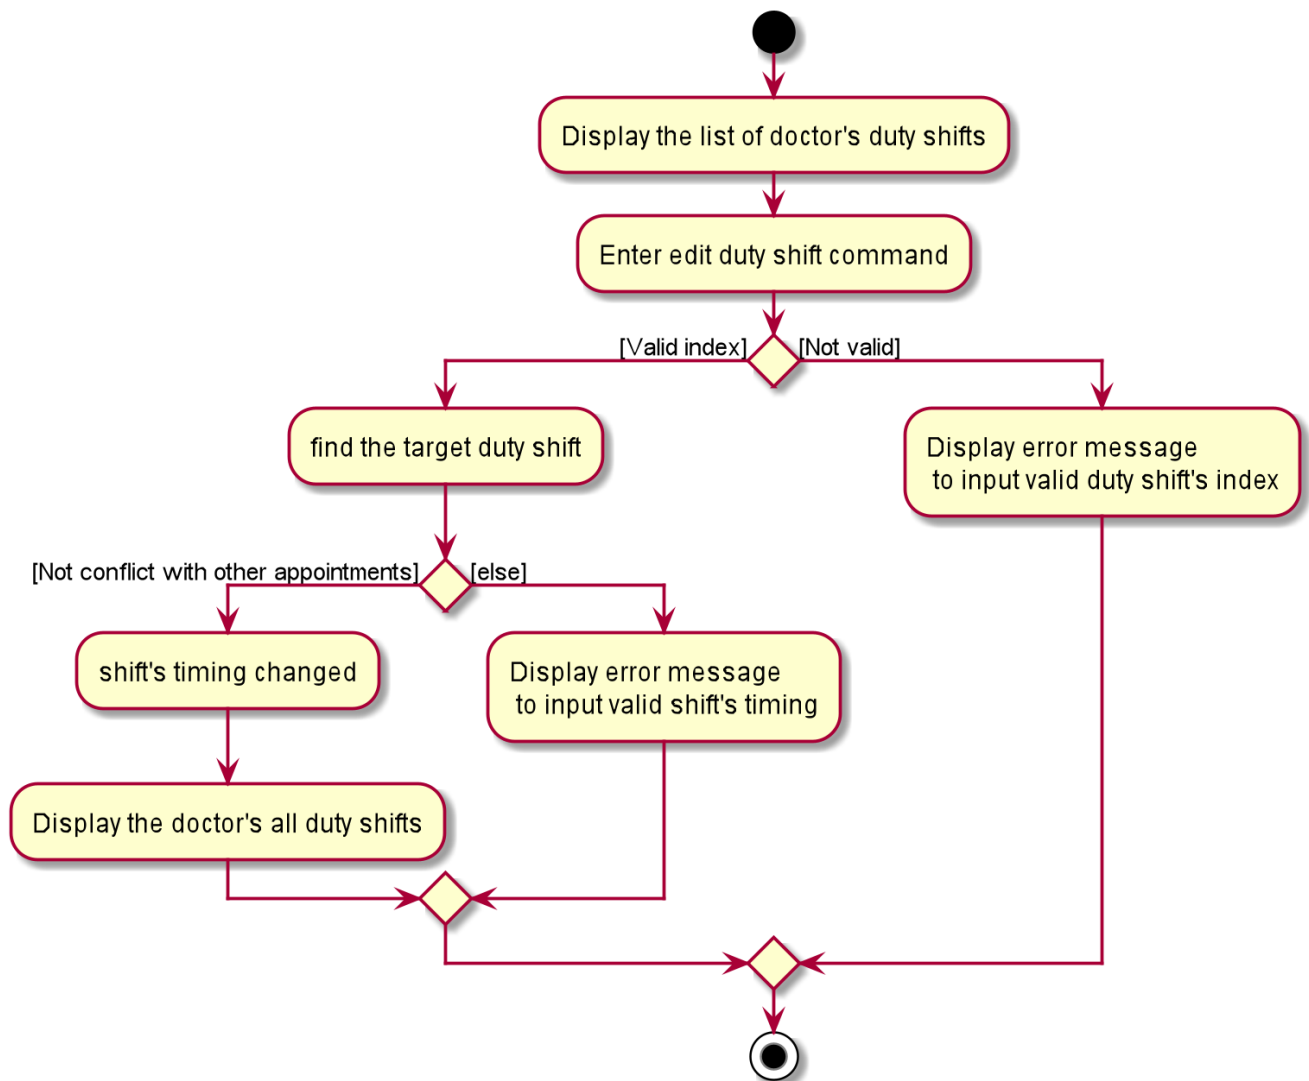 Display the list of doctor's duty shifts
Enter edit duty shift command
[Valid index]
[Not valid]
find the target duty shift
Display error message
to input valid duty shift's index
[Not conflict with other appointments]
[else]
shift's timing changed
Display error message
to input valid shift's timing
Display the doctor's all duty shifts